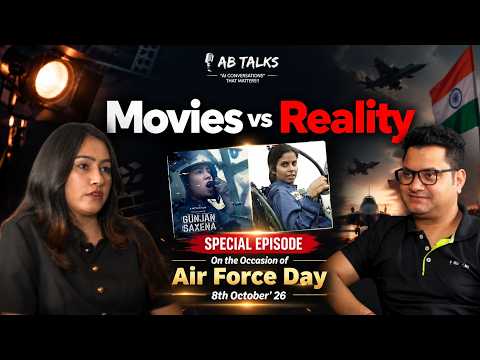 AB TALKS
"AI CONVERSATIONS"
THAT MATTERS!!
Movies vs Reality
GUNJAN
SAXENA
SPECIAL EPISODE
On the Occasion of
Air Force Day
8th October' 26